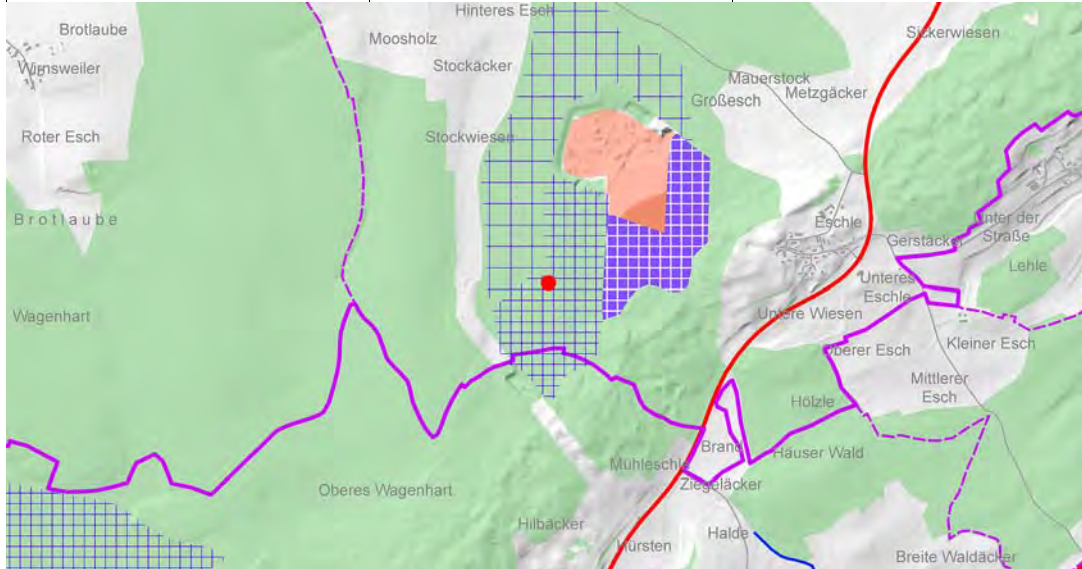 Hinteres Esch
Brotlaube
Moosholz
Sickerwiesen
Wirnsweiler
Stockäcker
Mauerstock
Metzgäcker
Großesch
Roter Esch
Stockwiesen
Brotlaube
Eschle
Unter der
Straße
Gerstäcker
Lehle
Unteres
Eschle
Wagenhart
Untere Wiesen
Oberer Esch
Kleiner Esch
Mittlerer
Esch
Hölzle
Brand
Häuser Wald
Mühleschle
Ziegeläcker
Oberes Wagenhart
Hilbäcker
Halde
Hürsten
Breite Waldäcker